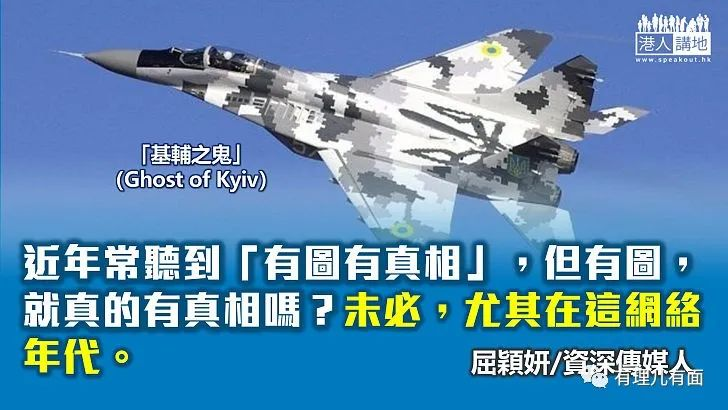 港人講地
www.speakout.hk
「基輔之鬼」
(Ghost of Kyiv)
近年常聽到「有圖有真相」，但有圖，
就真的有真相嗎？未必，尤其在這網絡
年代。
屈穎妍/資深傳媒人
有理儿有面